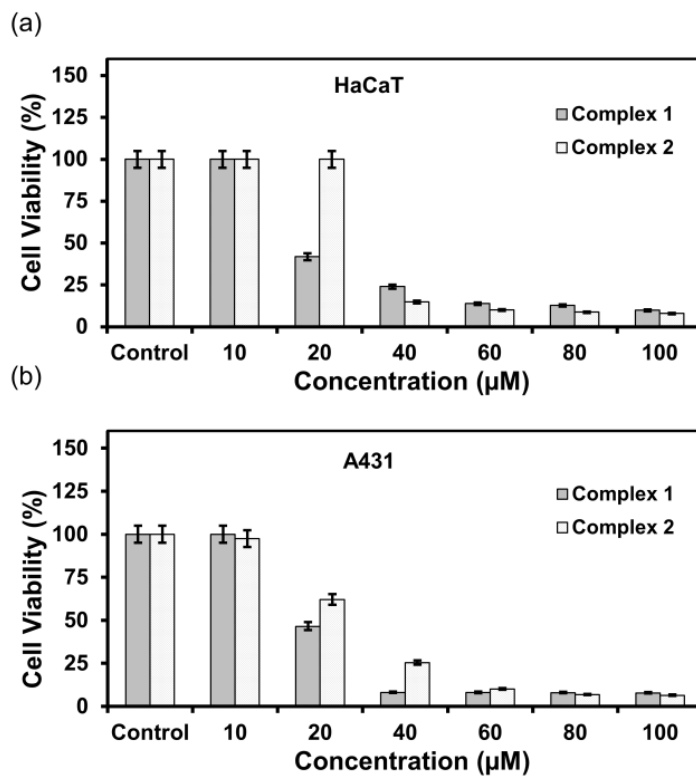 (a)
HaCaT
Complex 1
Complex 2
Cell Viability (%)
150
125
100
75
50
25
0
Control 10 20 40 60 80 100
Concentration (µM)
(b)
A431
Complex 1
Complex 2
Cell Viability (%)
150
125
100
75
50
25
0
Control 10 20 40 60 80 100
Concentration (µM)